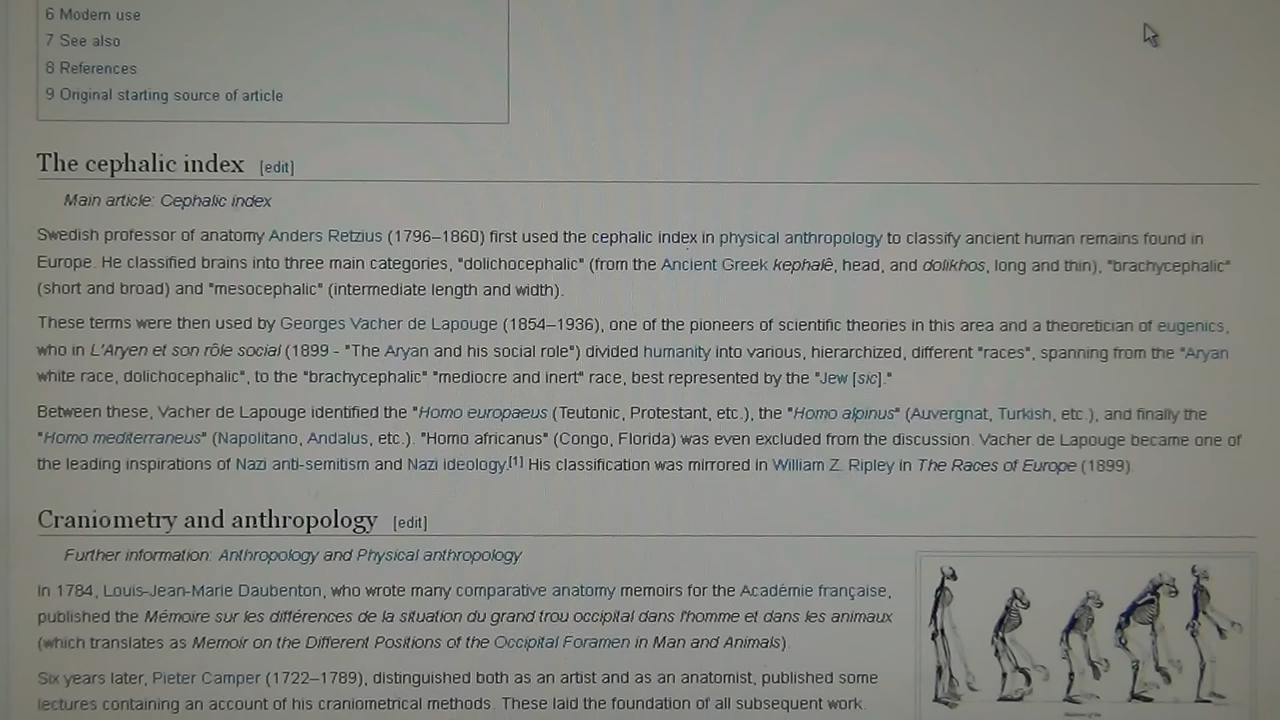 6 Modern use
7 See also
8 References
9 Original starting source of article
The cephalic index [edit]
Main article: Cephalic index
Swedish professor of anatomy Anders Retzius (1796–1860) first used the cephalic index in physical anthropology to classify ancient human remains found in
Europe. He classified brains into three main categories, "dolichocephalic" (from the Ancient Greek kephalê, head, and dolikhos, long and thin), "brachycephalic"
(short and broad) and "mesocephalic" (intermediate length and width).
These terms were then used by Georges Vacher de Lapouge (1854–1936), one of the pioneers of scientific theories in this area and a theoretician of eugenics,
who in L'Aryen et son rôle social (1899 - "The Aryan and his social role") divided humanity into various, hierarchized, different "races", spanning from the "Aryan
white race, dolichocephalic", to the "brachycephalic" "mediocre and inert" race, best represented by the "Jew [sic]."
Between these, Vacher de Lapouge identified the "Homo europaeus (Teutonic, Protestant, etc.), the "Homo alpinus" (Auvergnat, Turkish, etc.), and finally the
"Homo mediterraneus" (Napolitano, Andalus, etc.). "Homo africanus" (Congo, Florida) was even excluded from the discussion. Vacher de Lapouge became one of
the leading inspirations of Nazi anti-semitism and Nazi ideology.[1] His classification was mirrored in William Z. Ripley in The Races of Europe (1899).
Craniometry and anthropology [edit]
Further information: Anthropology and Physical anthropology
In 1784, Louis-Jean-Marie Daubenton, who wrote many comparative anatomy memoirs for the Académie française,
published the Mémoire sur les différences de la situation du grand trou occipital dans l'homme et dans les animaux
(which translates as Memoir on the Different Positions of the Occipital Foramen in Man and Animals).
Six years later, Pieter Camper (1722–1789), distinguished both as an artist and as an anatomist, published some
lectures containing an account of his craniometrical methods. These laid the foundation of all subsequent work.